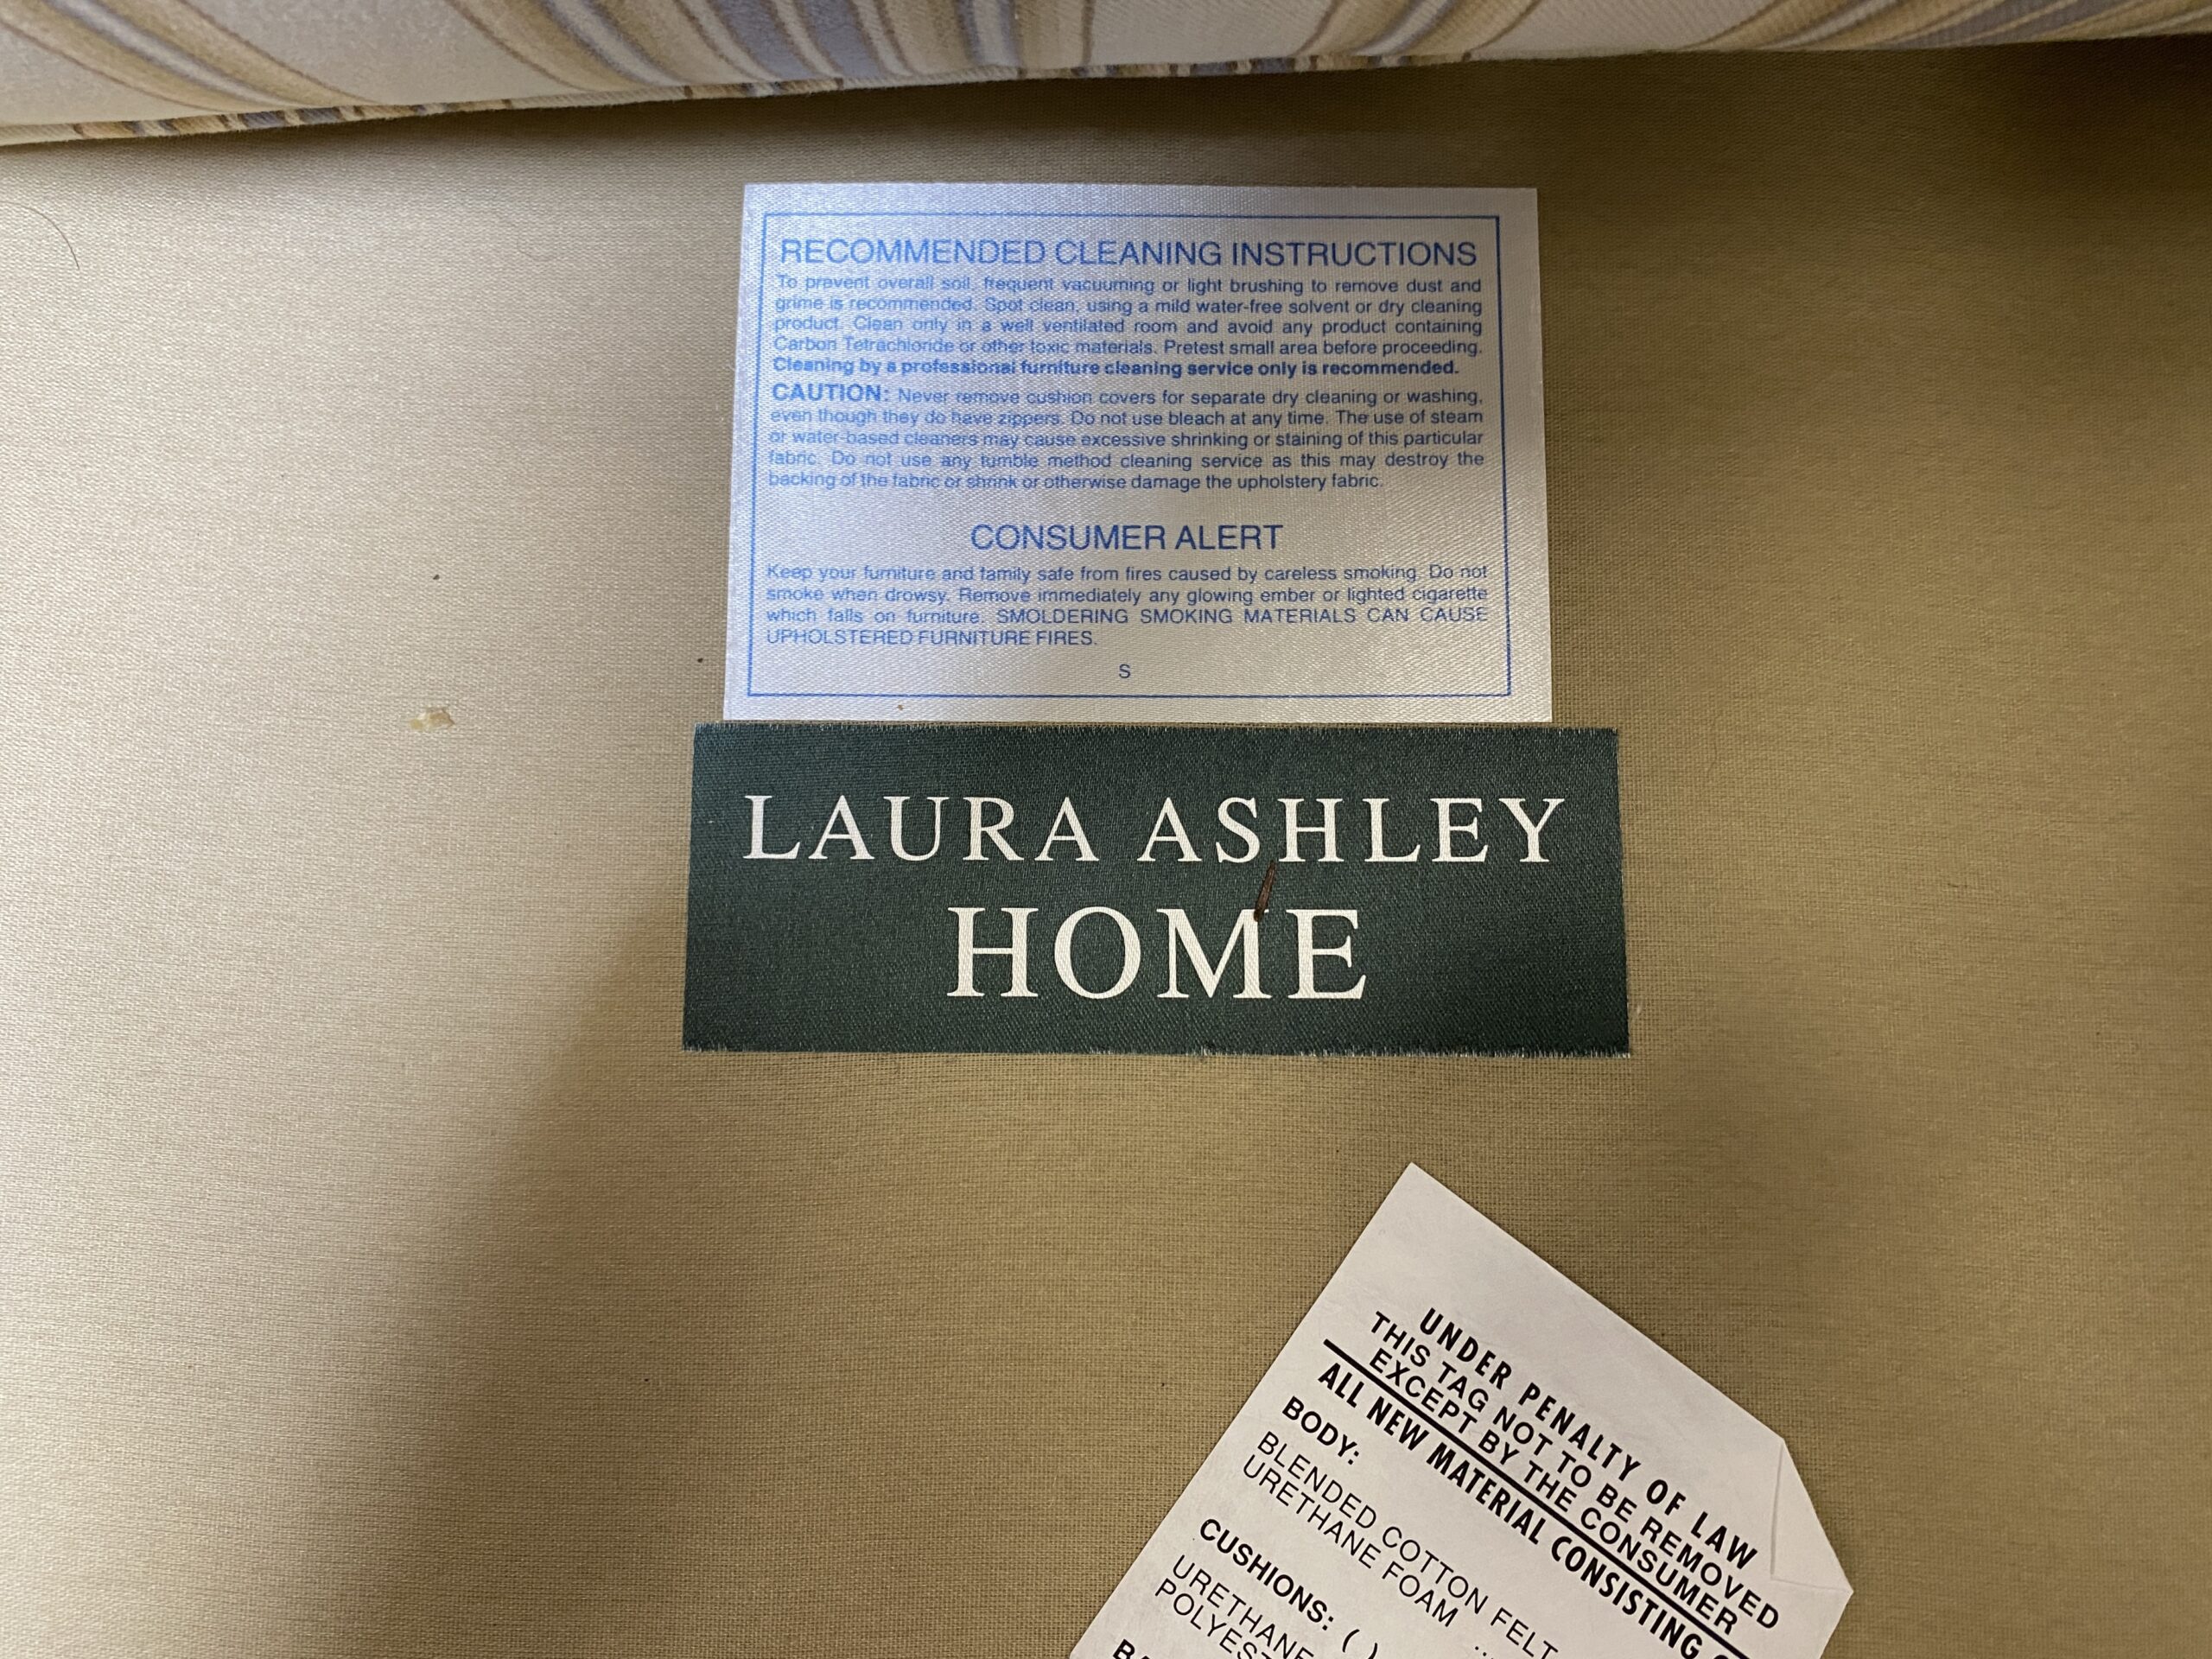 RECOMMENDED CLEANING INSTRUCTIONS
To prevent overall soil, frequent vacuuming or light brushing to remove dust and
grime is recommended. Spot clean, using a mild water-free solvent or dry cleaning
product. Clean only in a well ventilated room and avoid any product containing
Carbon Tetrachloride or other toxic materials. Pretest small area before proceeding.
Cleaning by a professional furniture cleaning service only is recommended.
CAUTION: Never remove cushion covers for separate dry cleaning or washing,
even though they do have zippers. Do not use bleach at any time. The use of steam
or water-based cleaners may cause excessive shrinking or staining of this particular
fabric. Do not use any tumble method cleaning service as this may destroy the
backing of the fabric or shrink or otherwise damage the upholstery fabric.
CONSUMER ALERT
Keep your furniture and family safe from fires caused by careless smoking. Do not
smoke when drowsy. Remove immediately any glowing ember or lighted cigarette
which falls on furniture. SMOLDERING SMOKING MATERIALS CAN CAUSE
UPHOLSTERED FURNITURE FIRES.
S
LAURA ASHLEY
HOME
UNDER PENALTY OF LAW
THIS TAG NOT TO BE REMOVED
EXCEPT BY THE CONSUMER
ALL NEW MATERIAL CONSISTING
BODY:
BLENDED COTTON FELT
URETHANE FOAM ...
CUSHIONS: ( )
URETHANE